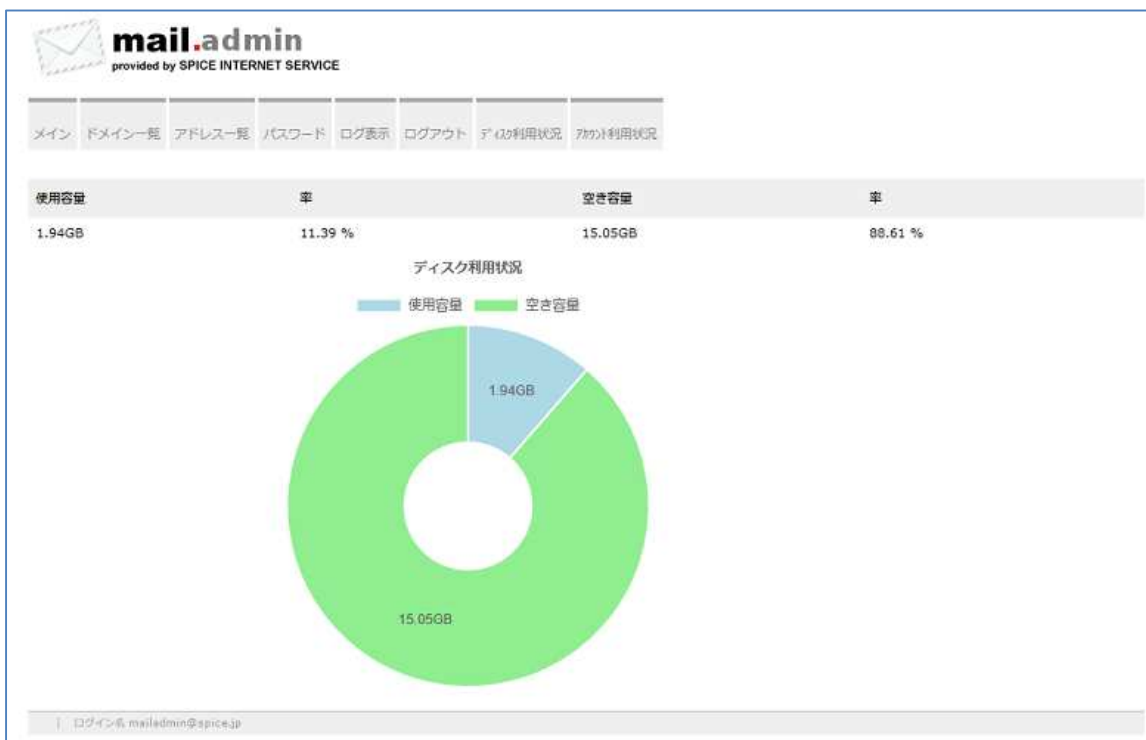 mail.admin
provided by SPICE INTERNET SERVICE
メイン ドメイン一覧 アドレス一覧 パスワード ログ表示 ログアウト ディスク利用状況 アカウント利用状況
使用容量 率 空き容量 率
1.94GB 11.39 % 15.05GB 88.61 %
ディスク利用状況
使用容量 空き容量
1.94GB
15.05GB
| ログイン名 mailadmin@spice.jp